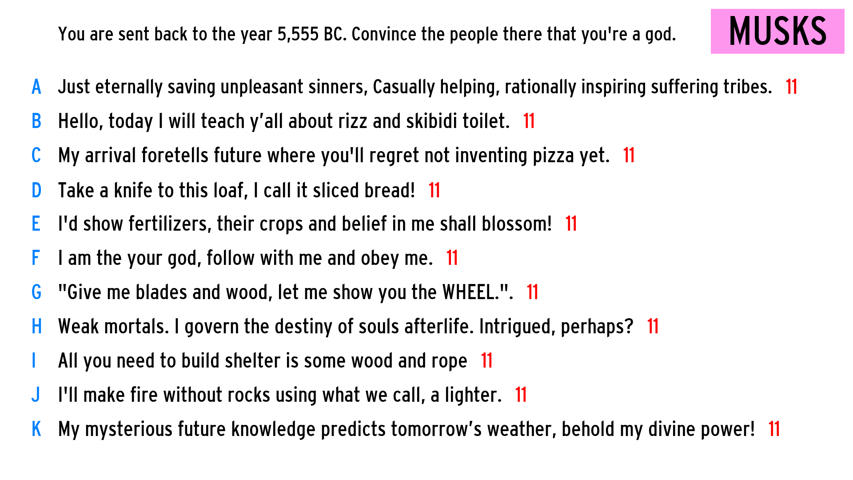 You are sent back to the year 5,555 BC. Convince the people there that you're a god.
MUSKS
A Just eternally saving unpleasant sinners, Casually helping, rationally inspiring suffering tribes. 11
B Hello, today I will teach y’all about rizz and skibidi toilet. 11
C My arrival foretells future where you'll regret not inventing pizza yet. 11
D Take a knife to this loaf, I call it sliced bread! 11
E I'd show fertilizers, their crops and belief in me shall blossom! 11
F I am the your god, follow with me and obey me. 11
G "Give me blades and wood, let me show you the WHEEL.". 11
H Weak mortals. I govern the destiny of souls afterlife. Intrigued, perhaps? 11
I All you need to build shelter is some wood and rope 11
J I'll make fire without rocks using what we call, a lighter. 11
K My mysterious future knowledge predicts tomorrow’s weather, behold my divine power! 11